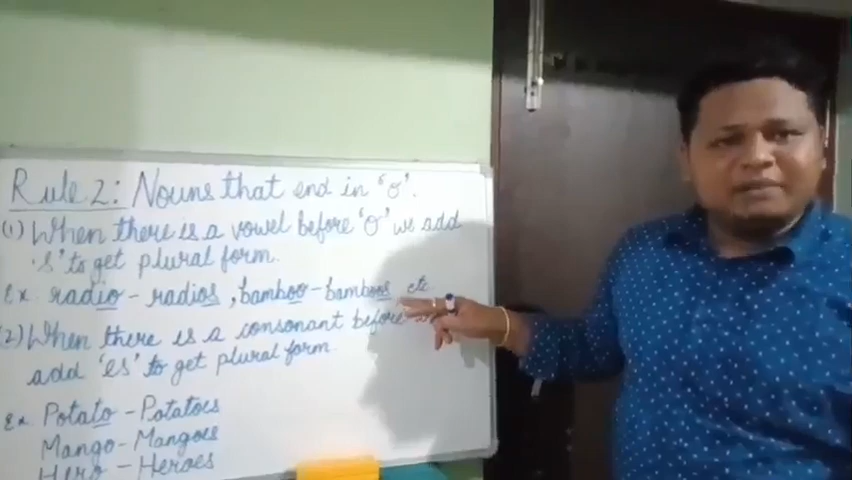 Rule 2: Nouns that end in 'o'.
(1) When there is a vowel before 'o' we add
's' to get plural form.
Ex. radio - radios, bamboo - bamboos etc
(2) When there is a consonant before
add 'es' to get plural form.
Ex. Potato - Potatoes
Mango - Mangoes
Hero - Heroes